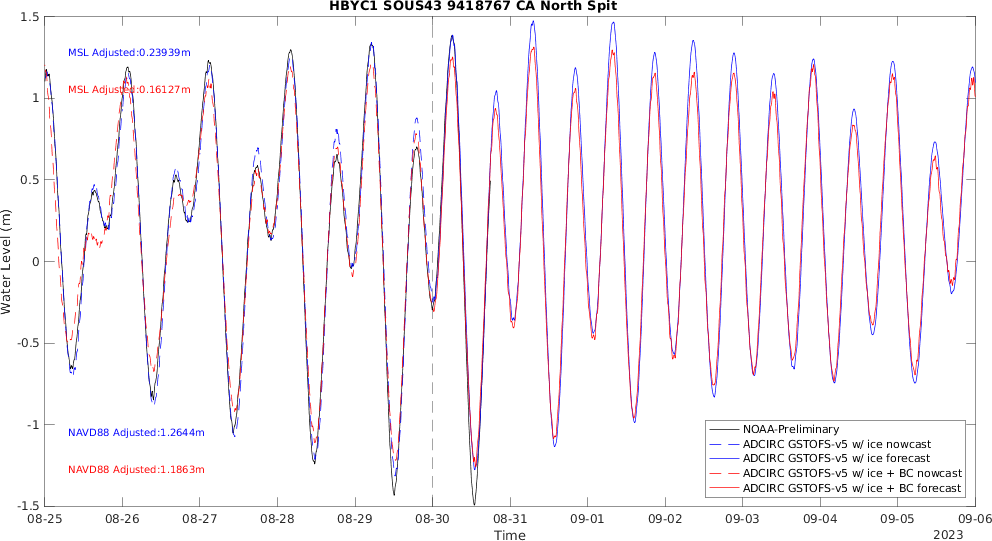 HBYC1 SOUS43 9418767 CA North Spit
MSL Adjusted:0.23939m
MSL Adjusted:0.16127m
NAVD88 Adjusted:1.2644m
NAVD88 Adjusted:1.1863m
Water Level (m)
1.5
1
0.5
0
-0.5
-1
-1.5
NOAA-Preliminary
ADCIRC GSTOFS-v5 w/ ice nowcast
ADCIRC GSTOFS-v5 w/ ice forecast
ADCIRC GSTOFS-v5 w/ ice + BC nowcast
ADCIRC GSTOFS-v5 w/ ice + BC forecast
08-25 08-26 08-27 08-28 08-29 08-30 08-31 09-01 09-02 09-03 09-04 09-05 09-06
Time
2023